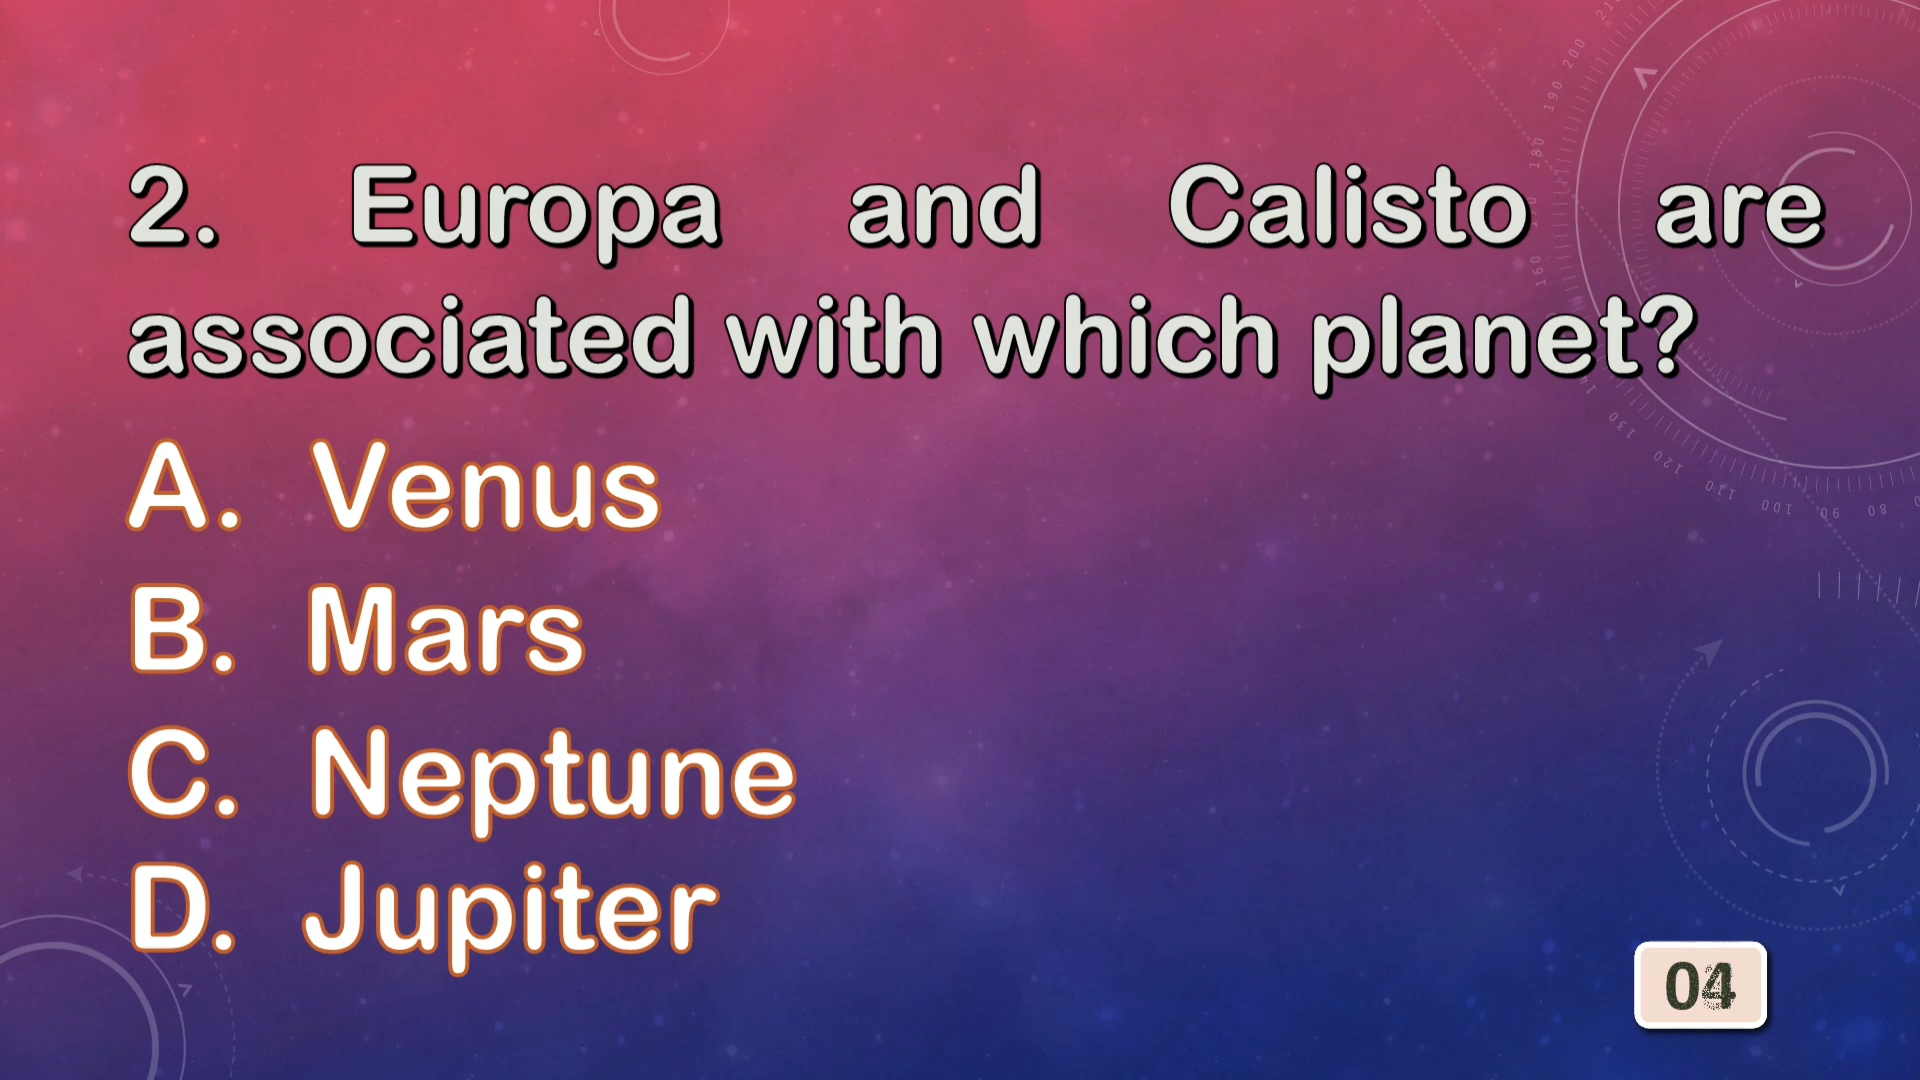 2. Europa and Calisto are
associated with which planet?
A. Venus
B. Mars
C. Neptune
D. Jupiter
04